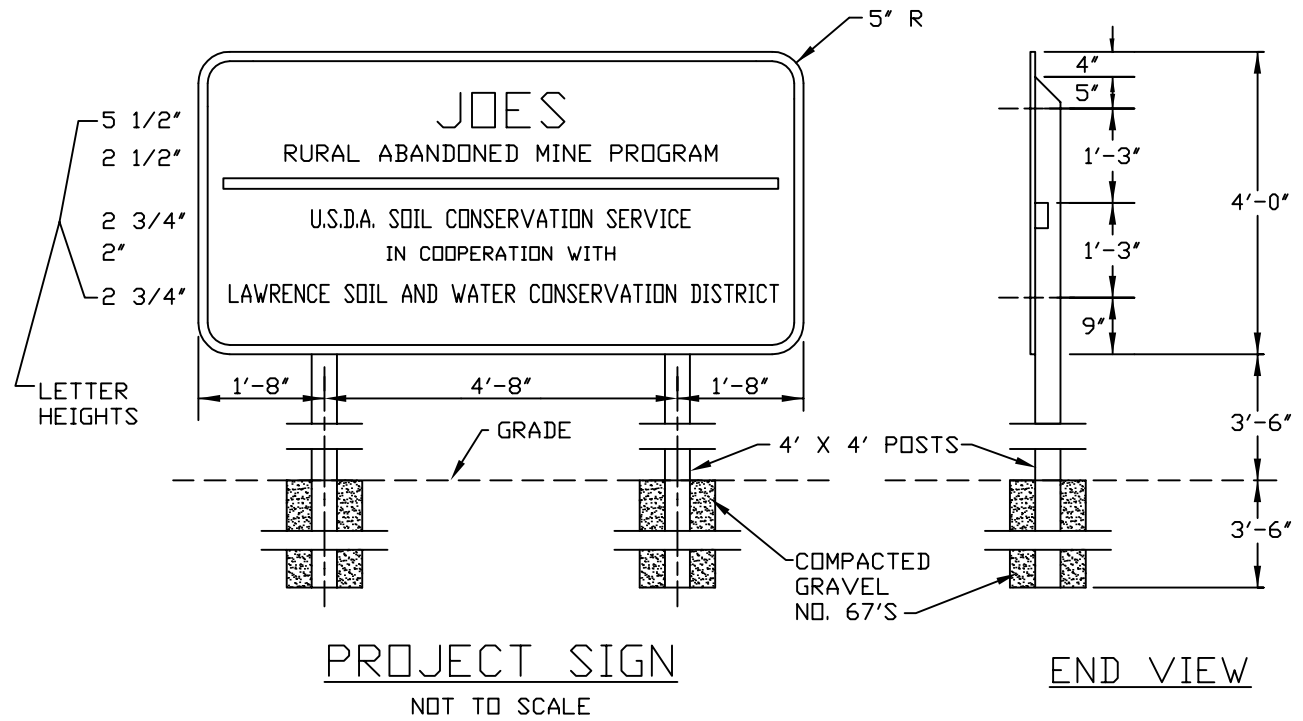 5" R
JOES
RURAL ABANDONED MINE PROGRAM
U.S.D.A. SOIL CONSERVATION SERVICE
IN COOPERATION WITH
LAWRENCE SOIL AND WATER CONSERVATION DISTRICT
5 1/2"
2 1/2"
2 3/4"
2"
2 3/4"
LETTER
HEIGHTS
1'-8"
4'-8"
1'-8"
GRADE
4' X 4' POSTS
COMPACTED
GRAVEL
NO. 67'S
PROJECT SIGN
NOT TO SCALE
4"
5"
1'-3"
1'-3"
9"
4'-0"
3'-6"
3'-6"
END VIEW